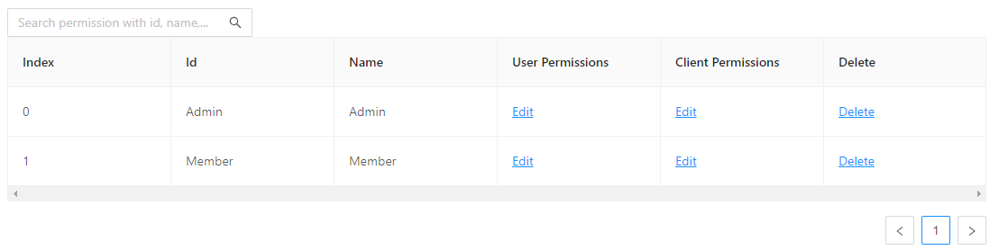 Search permission with id, name,...
Index Id Name User Permissions Client Permissions Delete
0 Admin Admin Edit Edit Delete
1 Member Member Edit Edit Delete
1